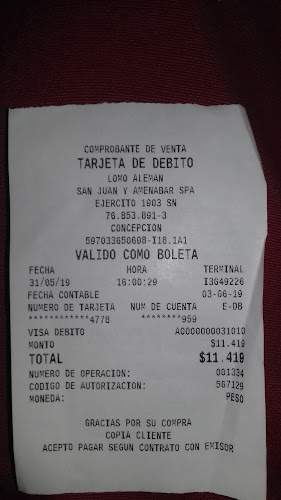 COMPROBANTE DE VENTA
TARJETA DE DEBITO
LOMO ALEMAN
SAN JUAN Y AMENABAR SPA
EJERCITO 1903 SN
76.853.891-3
CONCEPCION
597033650698-I18.1A1
VALIDO COMO BOLETA
FECHA HORA TERMINAL
31/05/19 16:00:29 I3G49226
FECHA CONTABLE 03-06-19
NUMERO DE TARJETA NUM DE CUENTA E-DB
************4778 ********959
VISA DEBITO A0000000031010
MONTO $11.419
TOTAL $11.419
NUMERO DE OPERACION: 001334
CODIGO DE AUTORIZACION: 567129
MONEDA: PESO
GRACIAS POR SU COMPRA
COPIA CLIENTE
ACEPTO PAGAR SEGUN CONTRATO CON EMISOR